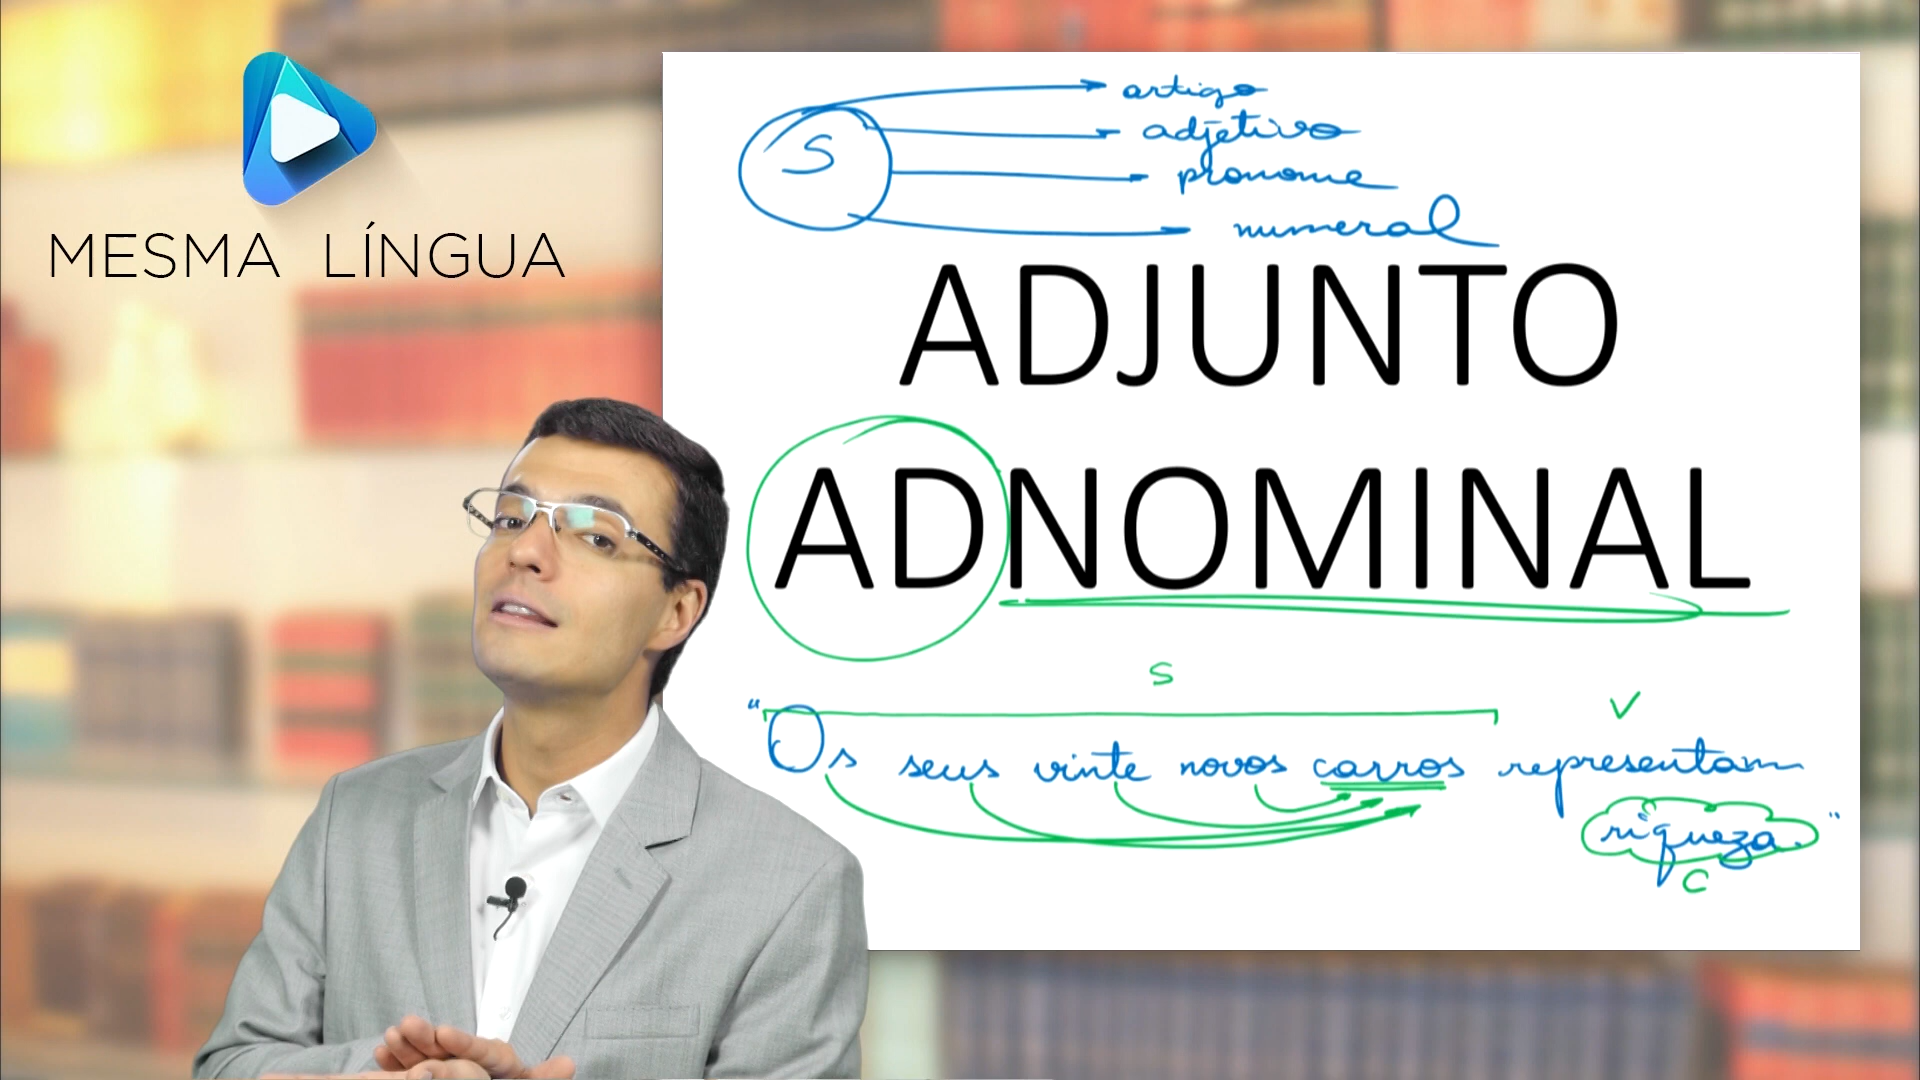 MESMA LÍNGUA
S
artigo
adjetivo
pronome
numeral
ADJUNTO
ADNOMINAL
S
V
"Os seus vinte novos carros representam
riqueza."
C